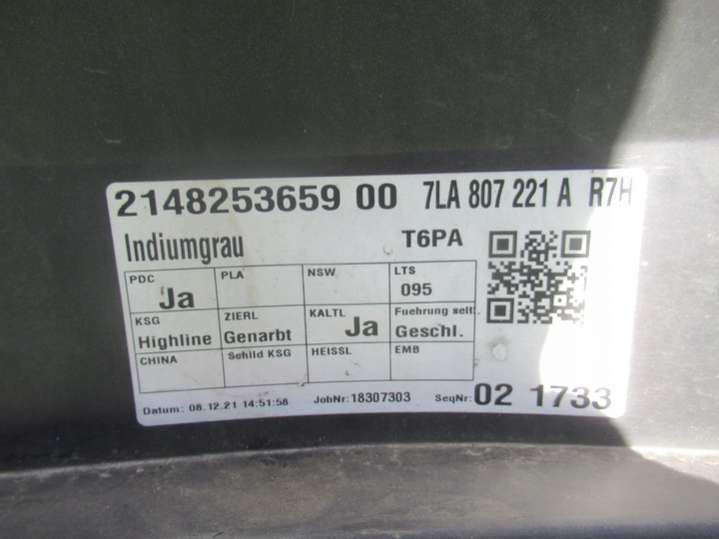 2148253659 00 7LA 807 221 A R7H
Indiumgrau T6PA
PDC PLA NSW LTS
Ja 095
KSG ZIERL KALTL Fuehrung seitl
Highline Genarbt Ja Geschl.
CHINA Schild KSG HEISSL EMB
Datum: 08.12.21 14:51:58 JobNr: 18307303 SeqNr: 02 1733